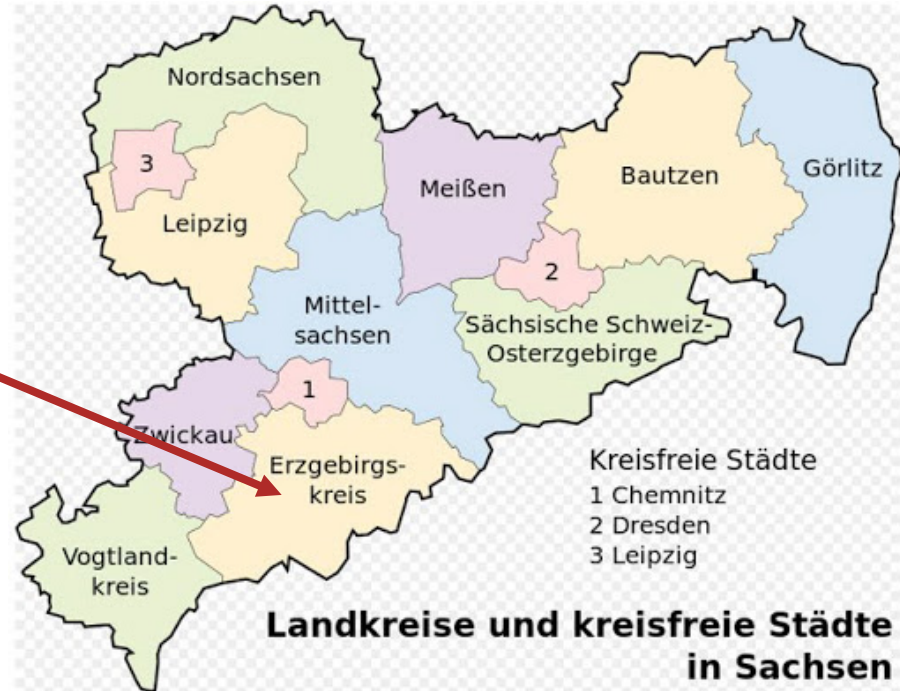 Nordsachsen
3
Leipzig
Meißen
Bautzen
Görlitz
2
Mittel-
sachsen
Sächsische Schweiz-
Osterzgebirge
1
Zwickau
Erzgebirgs-
kreis
Vogtland-
kreis
Kreisfreie Städte
1 Chemnitz
2 Dresden
3 Leipzig
Landkreise und kreisfreie Städte
in Sachsen